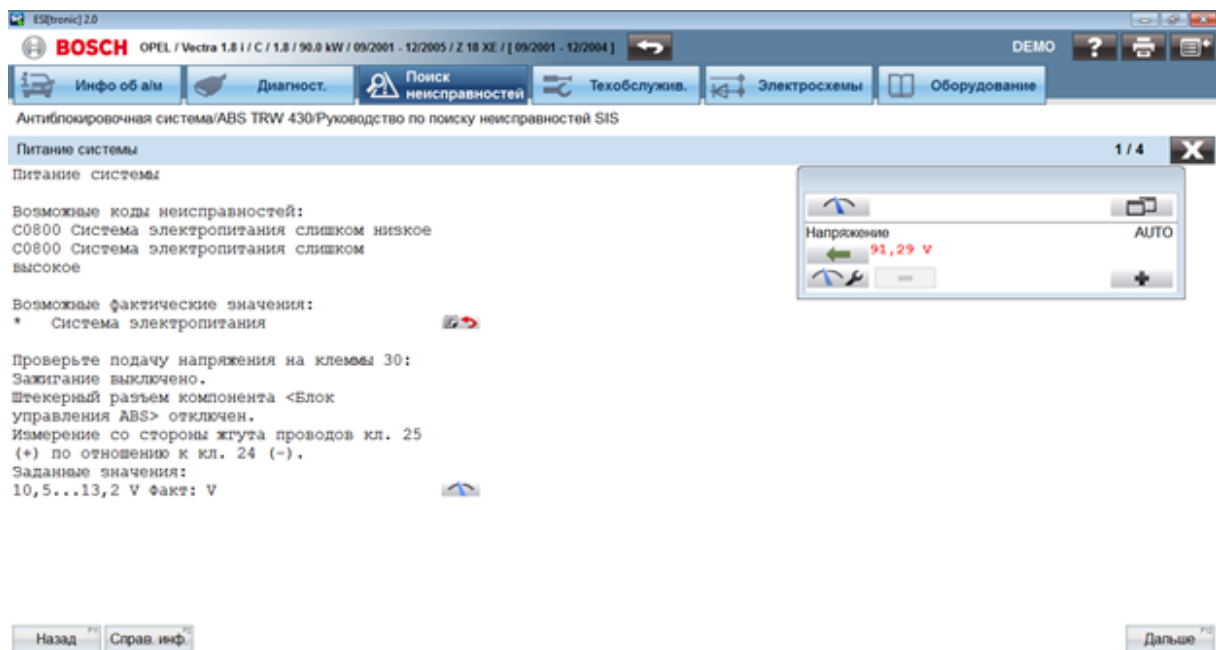 ESI[tronic] 2.0
BOSCH OPEL / Vectra 1.8 i / C / 1.8 / 90.0 kW / 09/2001 - 12/2005 / Z 18 XE / [ 09/2001 - 12/2004 ] DEMO ?
Инфо об а/м Диагност. Поиск неисправностей Техобслужив. Электросхемы Оборудование
Антиблокировочная система/ABS TRW 430/Руководство по поиску неисправностей SIS
Питание системы 1 / 4 X
Питание системы
Возможные коды неисправностей:
C0800 Система электропитания слишком низкое
C0800 Система электропитания слишком
высокое
Возможные фактические значения:
* Система электропитания
Проверьте подачу напряжения на клеммы 30:
Зажигание выключено.
Штекерный разъем компонента <Блок
управления ABS> отключен.
Измерение со стороны жгута проводов кл. 25
(+) по отношению к кл. 24 (-).
Заданные значения:
10,5...13,2 V Факт: V
Напряжение AUTO
91,29 V
Назад Справ. инф. Дальше